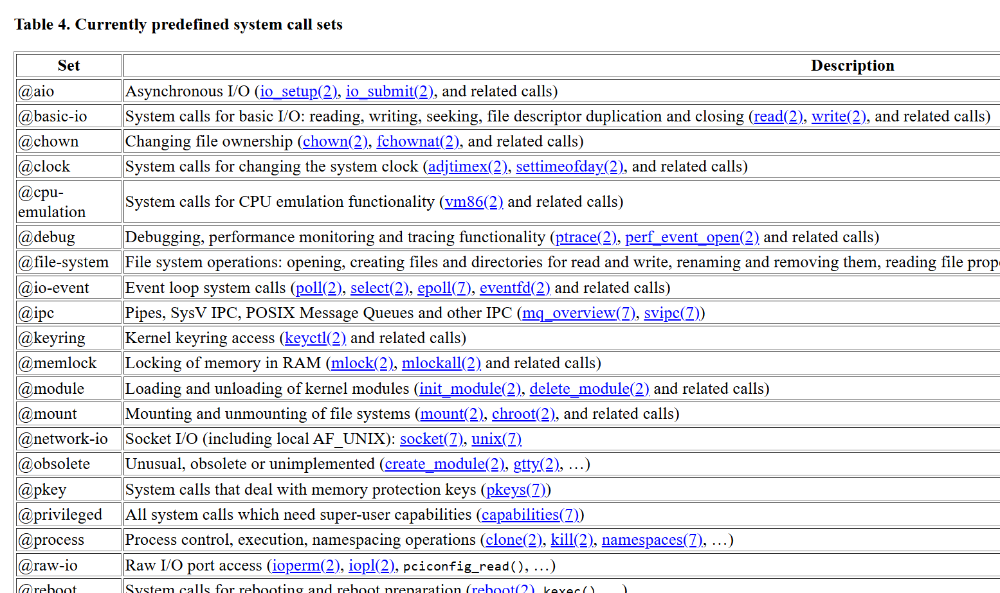 Table 4. Currently predefined system call sets
Set Description
@aio Asynchronous I/O (io_setup(2), io_submit(2), and related calls)
@basic-io System calls for basic I/O: reading, writing, seeking, file descriptor duplication and closing (read(2), write(2), and related calls)
@chown Changing file ownership (chown(2), fchownat(2), and related calls)
@clock System calls for changing the system clock (adjtimex(2), settimeofday(2), and related calls)
@cpu-
emulation System calls for CPU emulation functionality (vm86(2) and related calls)
@debug Debugging, performance monitoring and tracing functionality (ptrace(2), perf_event_open(2) and related calls)
@file-system File system operations: opening, creating files and directories for read and write, renaming and removing them, reading file prop
@io-event Event loop system calls (poll(2), select(2), epoll(7), eventfd(2) and related calls)
@ipc Pipes, SysV IPC, POSIX Message Queues and other IPC (mq_overview(7), svipc(7))
@keyring Kernel keyring access (keyctl(2) and related calls)
@memlock Locking of memory in RAM (mlock(2), mlockall(2) and related calls)
@module Loading and unloading of kernel modules (init_module(2), delete_module(2) and related calls)
@mount Mounting and unmounting of file systems (mount(2), chroot(2), and related calls)
@network-io Socket I/O (including local AF_UNIX): socket(7), unix(7)
@obsolete Unusual, obsolete or unimplemented (create_module(2), gtty(2), …)
@pkey System calls that deal with memory protection keys (pkeys(7))
@privileged All system calls which need super-user capabilities (capabilities(7))
@process Process control, execution, namespacing operations (clone(2), kill(2), namespaces(7), …)
@raw-io Raw I/O port access (ioperm(2), iopl(2), pciconfig_read(), …)
@reboot System calls for rebooting and reboot preparation (reboot(2), kexec(), …)